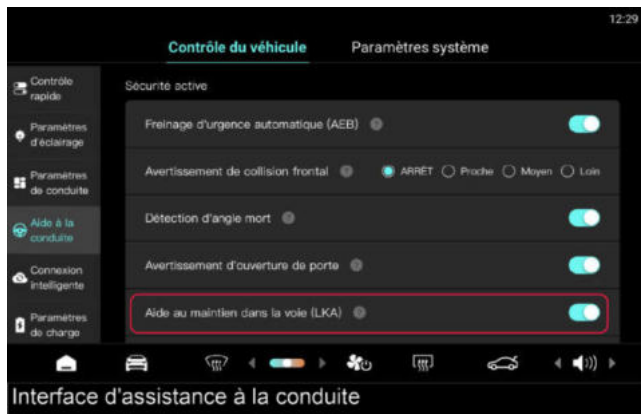 12:29
Contrôle du véhicule Paramètres système
Contrôle
rapide
Sécurité active
Freinage d'urgence automatique (AEB) ?
Paramètres
d'éclairage
Avertissement de collision frontal ? ARRÊT Proche Moyen Loin
Paramètres
de conduite
Détection d'angle mort ?
Aide à la
conduite
Avertissement d'ouverture de porte ?
Connexion
intelligente
Aide au maintien dans la voie (LKA) ?
Paramètres
de charge
Interface d'assistance à la conduite